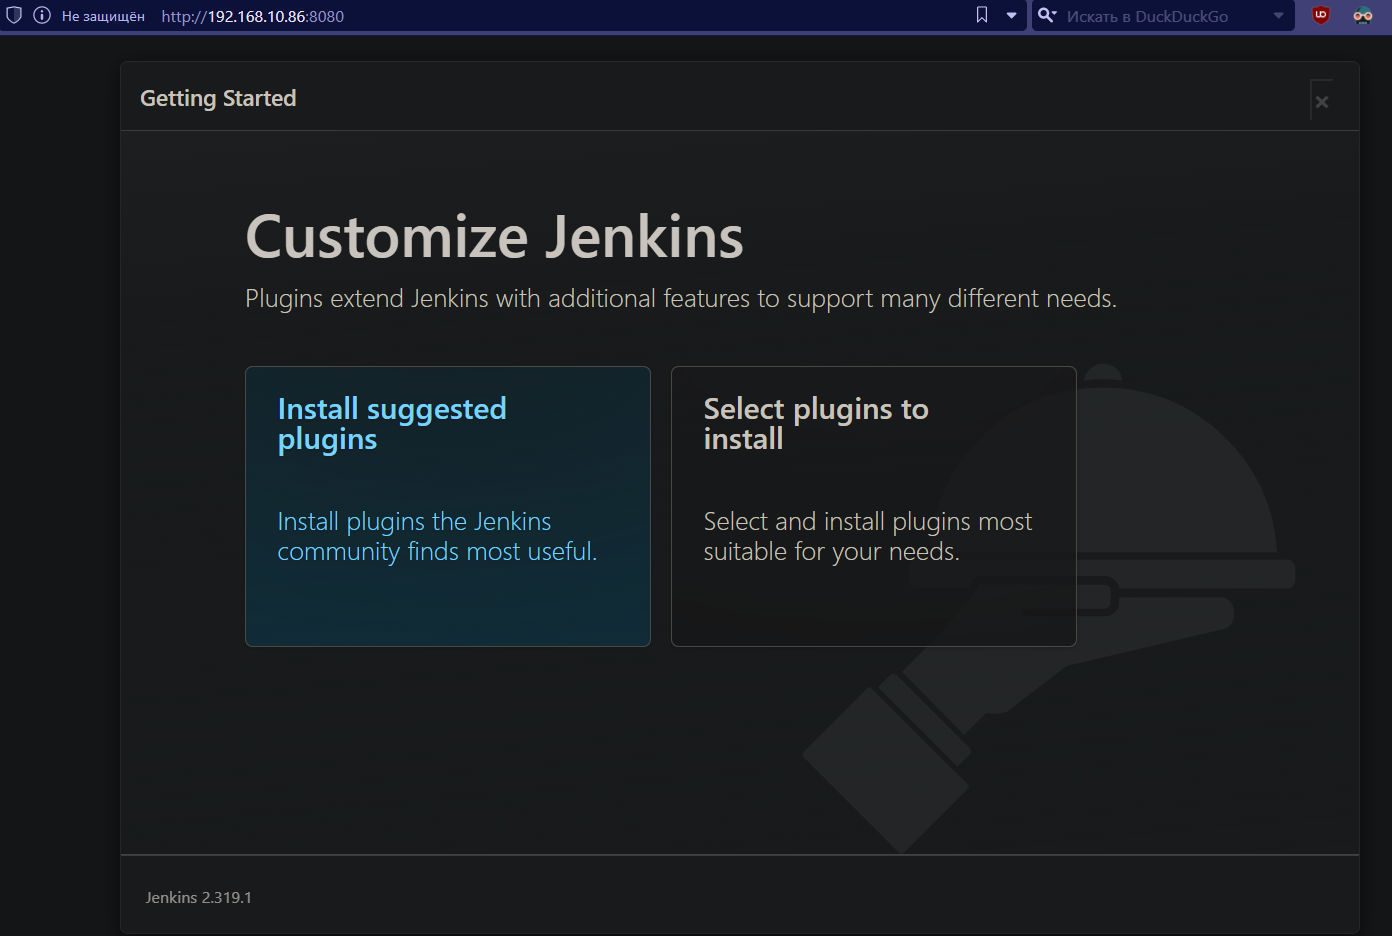 Не защищён http://192.168.10.86:8080 Искать в DuckDuckGo
Getting Started
Customize Jenkins
Plugins extend Jenkins with additional features to support many different needs.
Install suggested
plugins
Install plugins the Jenkins
community finds most useful.
Select plugins to
install
Select and install plugins most
suitable for your needs.
Jenkins 2.319.1